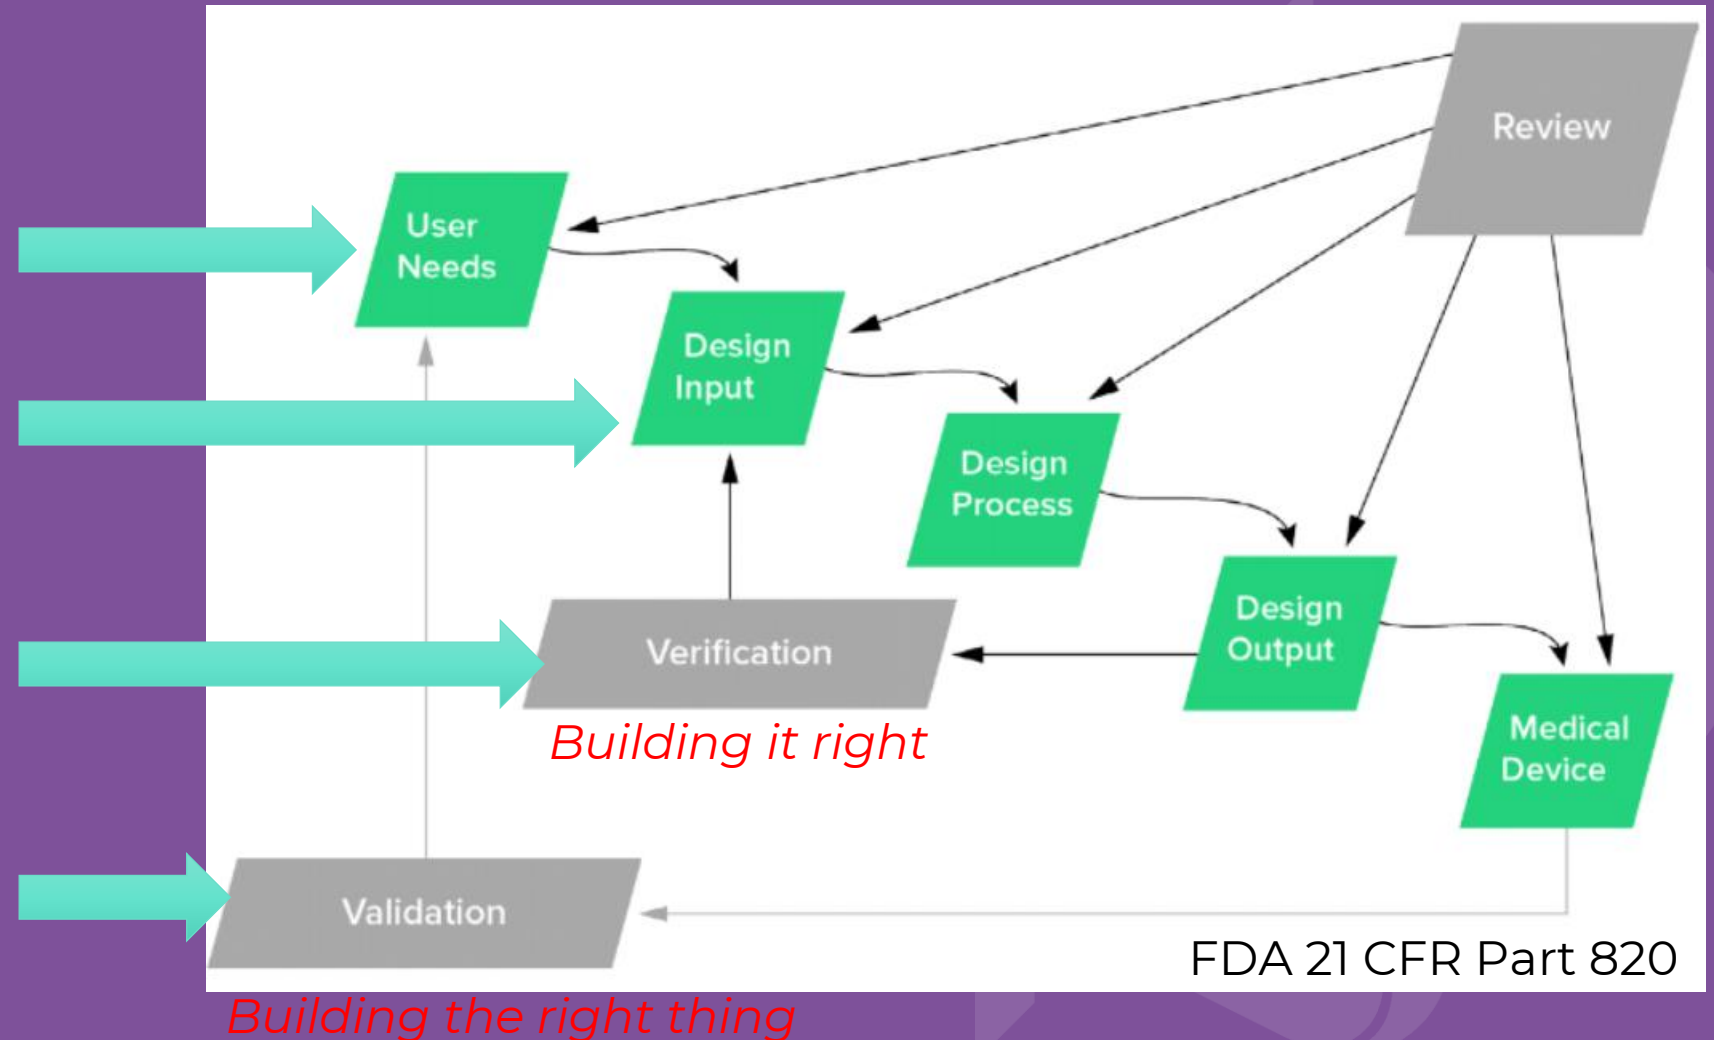 Review
User
Needs
Design
Input
Design
Process
Design
Output
Verification
Building it right
Medical
Device
Validation
FDA 21 CFR Part 820
Building the right thing